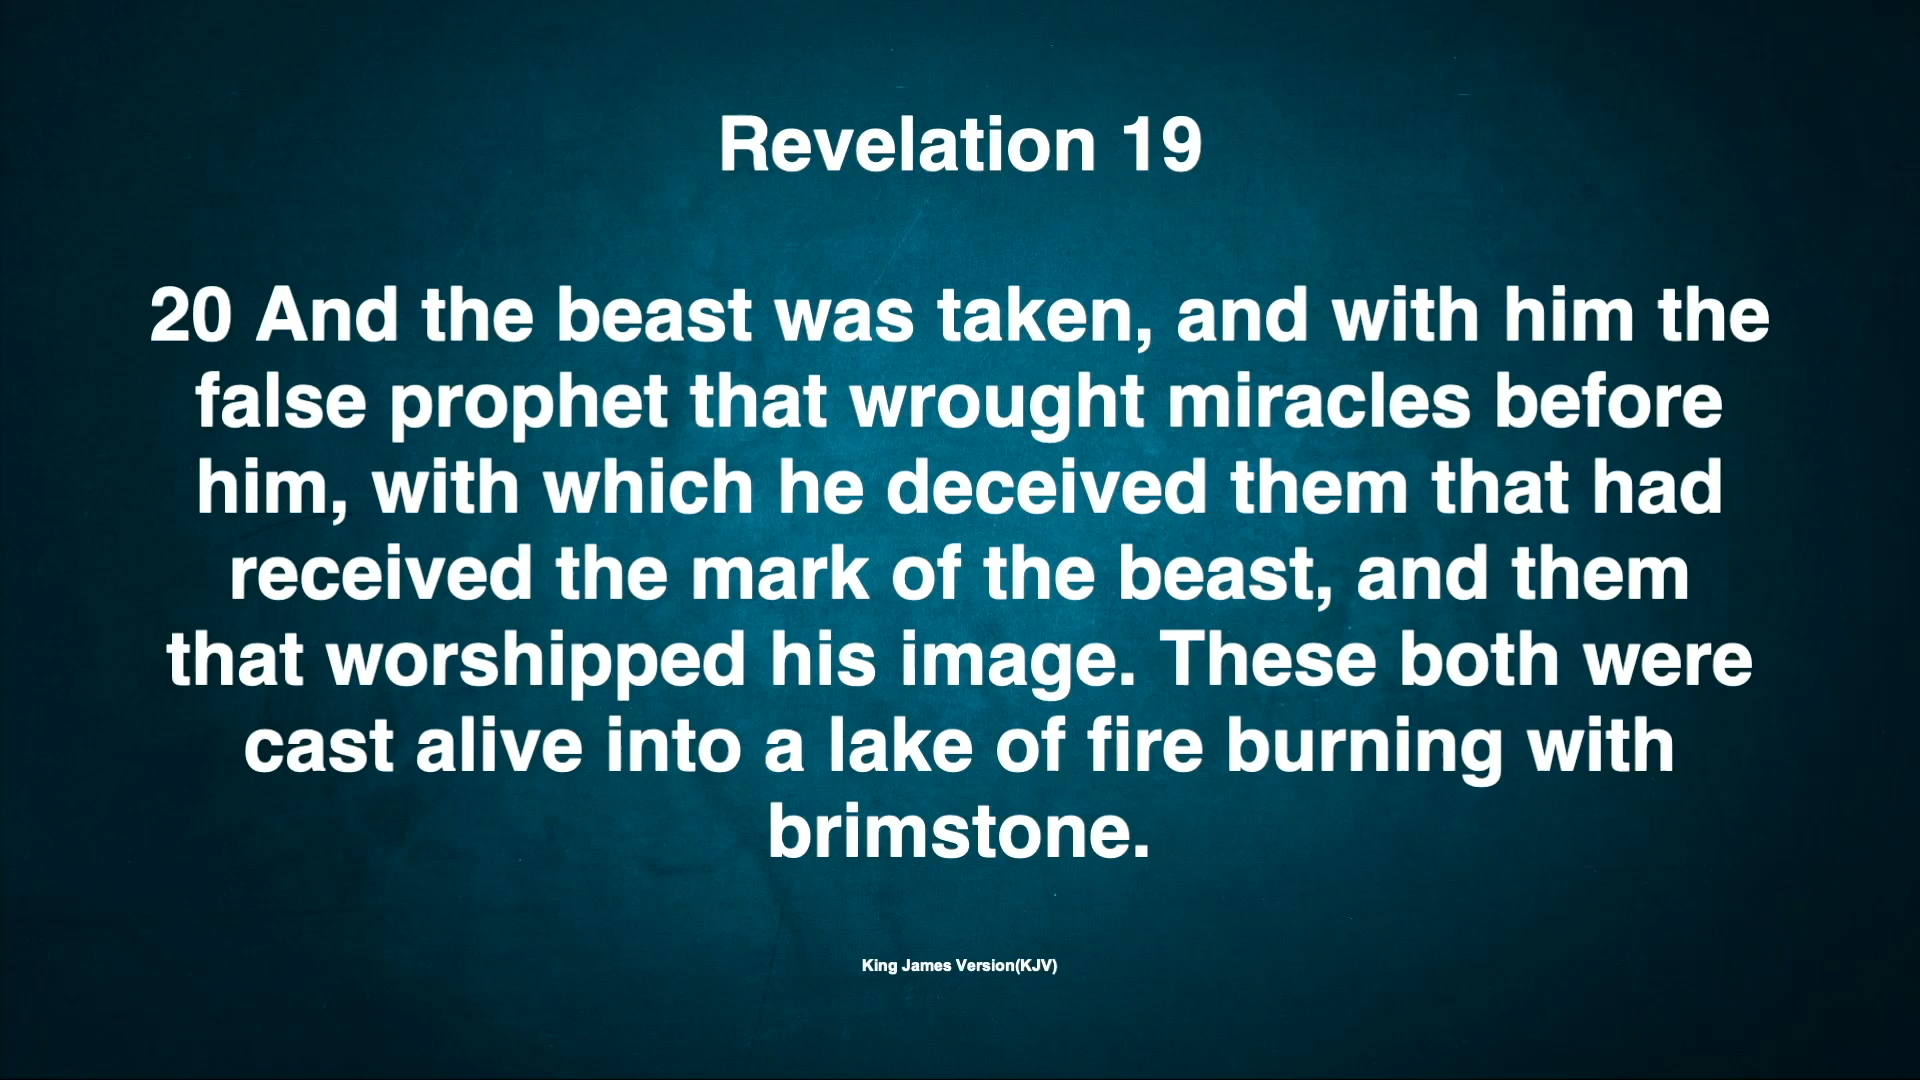 Revelation 19
20 And the beast was taken, and with him the
false prophet that wrought miracles before
him, with which he deceived them that had
received the mark of the beast, and them
that worshipped his image. These both were
cast alive into a lake of fire burning with
brimstone.
King James Version(KJV)